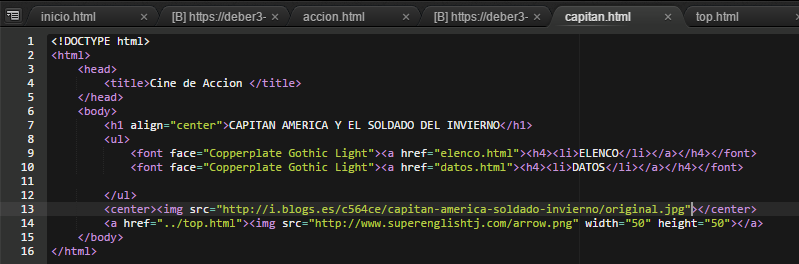 inicio.html × [B] https://deber3- × accion.html × [B] https://deber3- × capitan.html × top.html
1 <!DOCTYPE html>
2 <html>
3 <head>
4 <title>Cine de Accion </title>
5 </head>
6 <body>
7 <h1 align="center">CAPITAN AMERICA Y EL SOLDADO DEL INVIERNO</h1>
8 <ul>
9 <font face="Copperplate Gothic Light"><a href="elenco.html"><h4><li>ELENCO</li></a></h4></font>
10 <font face="Copperplate Gothic Light"><a href="datos.html"><h4><li>DATOS</li></a></h4></font>
11
12 </ul>
13 <center><img src="http://i.blogs.es/c564ce/capitan-america-soldado-invierno/original.jpg"></center>
14 <a href="../top.html"><img src="http://www.superenglishtj.com/arrow.png" width="50" height="50"></a>
15 </body>
16 </html>